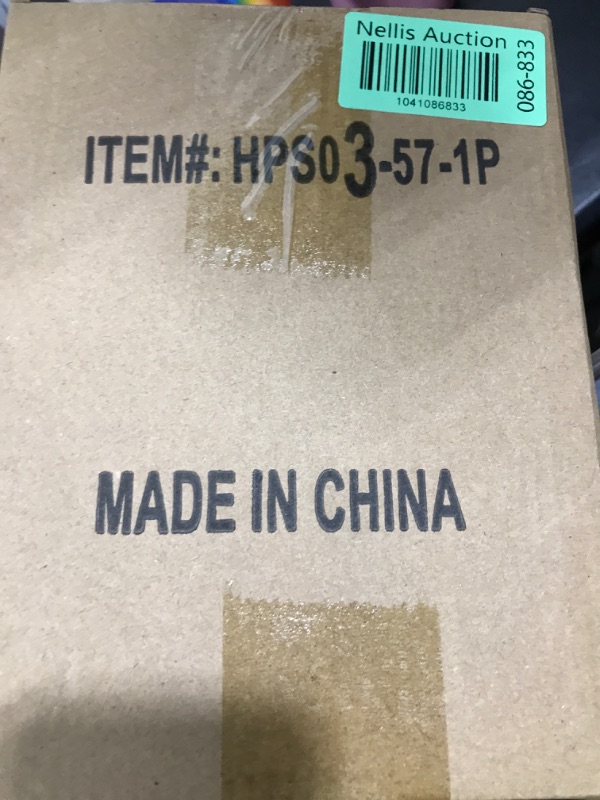 Nellis Auction
1041086833
086-833
ITEM#: HPS03-57-1P
MADE IN CHINA